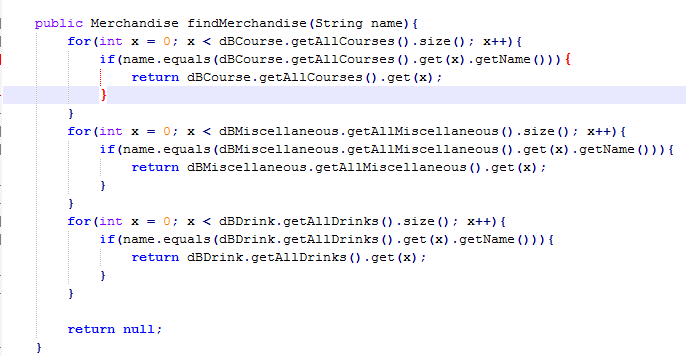 public Merchandise findMerchandise(String name){
for(int x = 0; x < dBCourse.getAllCourses().size(); x++){
if(name.equals(dBCourse.getAllCourses().get(x).getName())){
return dBCourse.getAllCourses().get(x);
}
}
for(int x = 0; x < dBMiscellaneous.getAllMiscellaneous().size(); x++){
if(name.equals(dBMiscellaneous.getAllMiscellaneous().get(x).getName())){
return dBMiscellaneous.getAllMiscellaneous().get(x);
}
}
for(int x = 0; x < dBDrink.getAllDrinks().size(); x++){
if(name.equals(dBDrink.getAllDrinks().get(x).getName())){
return dBDrink.getAllDrinks().get(x);
}
}
return null;
}